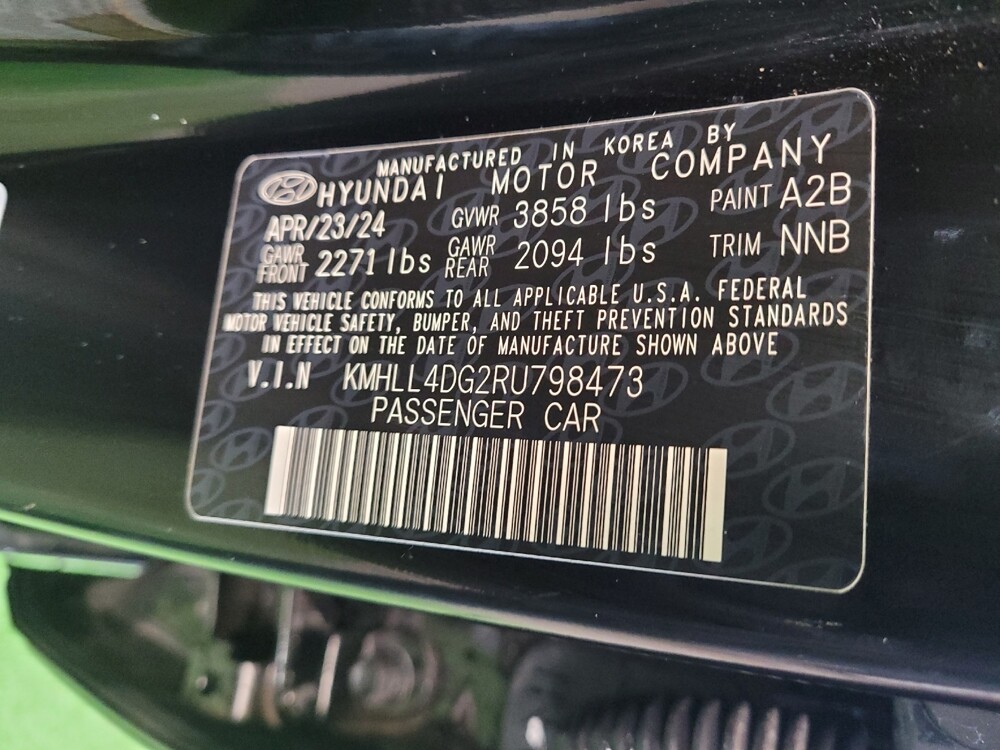 MANUFACTURED IN KOREA BY
HYUNDAI MOTOR COMPANY
APR/23/24 GVWR 3858 lbs PAINT A2B
GAWR FRONT 2271 lbs GAWR REAR 2094 lbs TRIM NNB
THIS VEHICLE CONFORMS TO ALL APPLICABLE U.S.A. FEDERAL
MOTOR VEHICLE SAFETY, BUMPER, AND THEFT PREVENTION STANDARDS
IN EFFECT ON THE DATE OF MANUFACTURE SHOWN ABOVE
V.I.N KMHLL4DG2RU798473
PASSENGER CAR